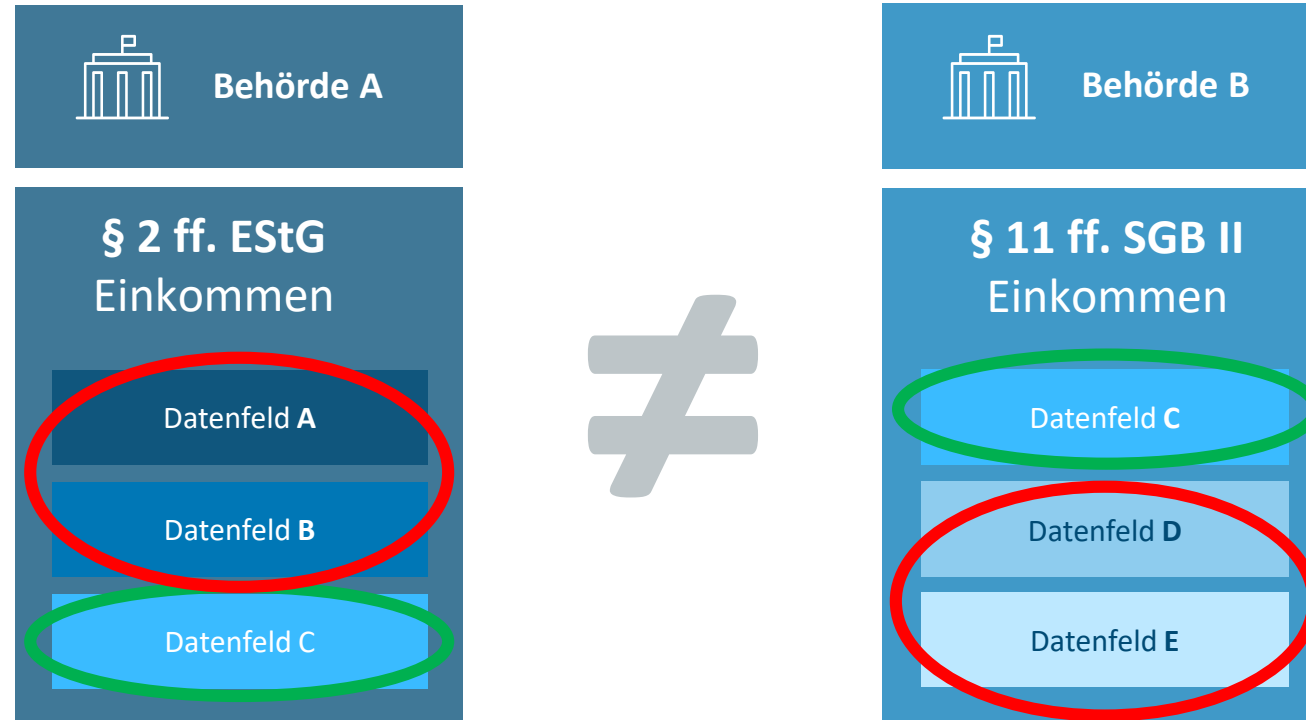 Behörde A
§ 2 ff. EStG
Einkommen
Datenfeld A
Datenfeld B
Datenfeld C
≠
Behörde B
§ 11 ff. SGB II
Einkommen
Datenfeld C
Datenfeld D
Datenfeld E